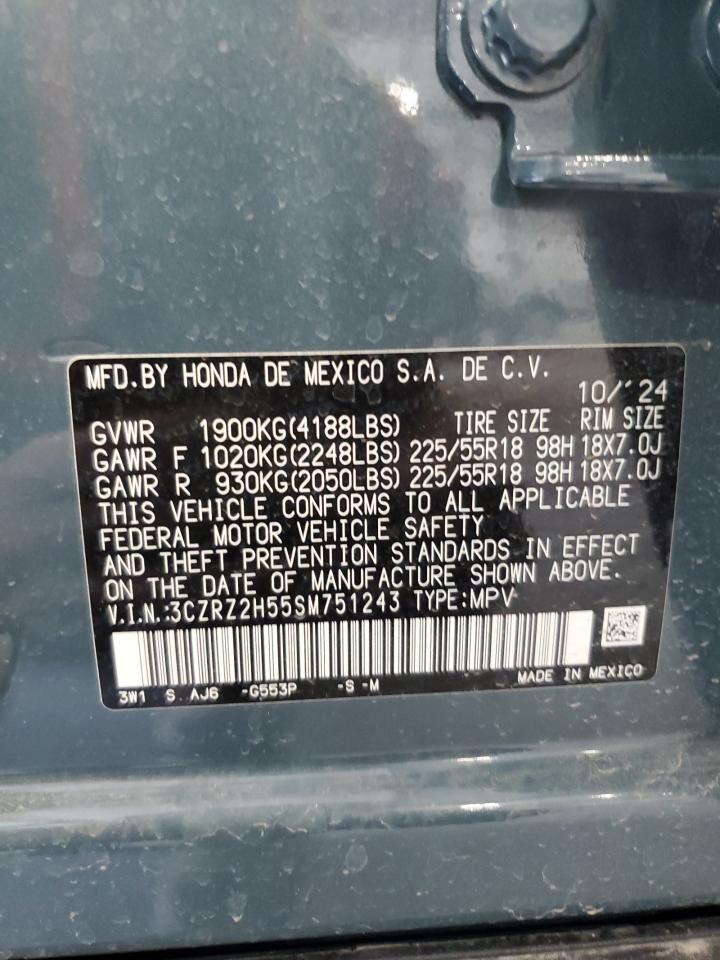 MFD.BY HONDA DE MEXICO S.A. DE C.V.
10/'24
GVWR 1900KG(4188LBS) TIRE SIZE RIM SIZE
GAWR F 1020KG(2248LBS) 225/55R18 98H 18X7.0J
GAWR R 930KG(2050LBS) 225/55R18 98H 18X7.0J
THIS VEHICLE CONFORMS TO ALL APPLICABLE
FEDERAL MOTOR VEHICLE SAFETY
AND THEFT PREVENTION STANDARDS IN EFFECT
ON THE DATE OF MANUFACTURE SHOWN ABOVE.
V.I.N.:3CZRZ2H55SM751243 TYPE:MPV
3W1 S AJ6 -G553P -S -M MADE IN MEXICO